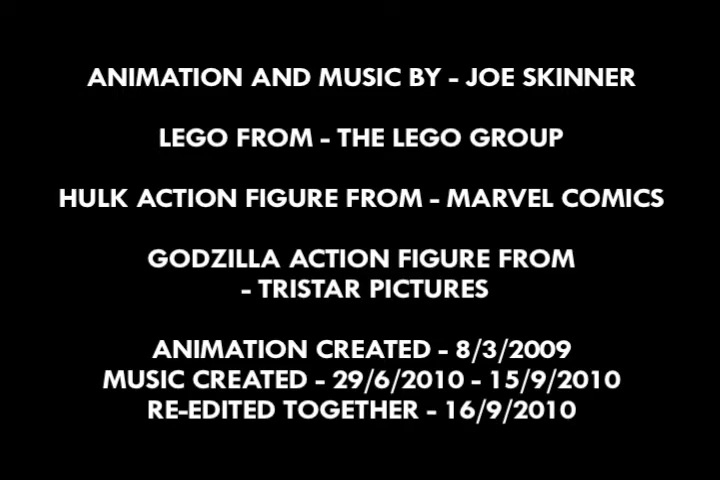 ANIMATION AND MUSIC BY - JOE SKINNER
LEGO FROM - THE LEGO GROUP
HULK ACTION FIGURE FROM - MARVEL COMICS
GODZILLA ACTION FIGURE FROM
- TRISTAR PICTURES
ANIMATION CREATED - 8/3/2009
MUSIC CREATED - 29/6/2010 - 15/9/2010
RE-EDITED TOGETHER - 16/9/2010